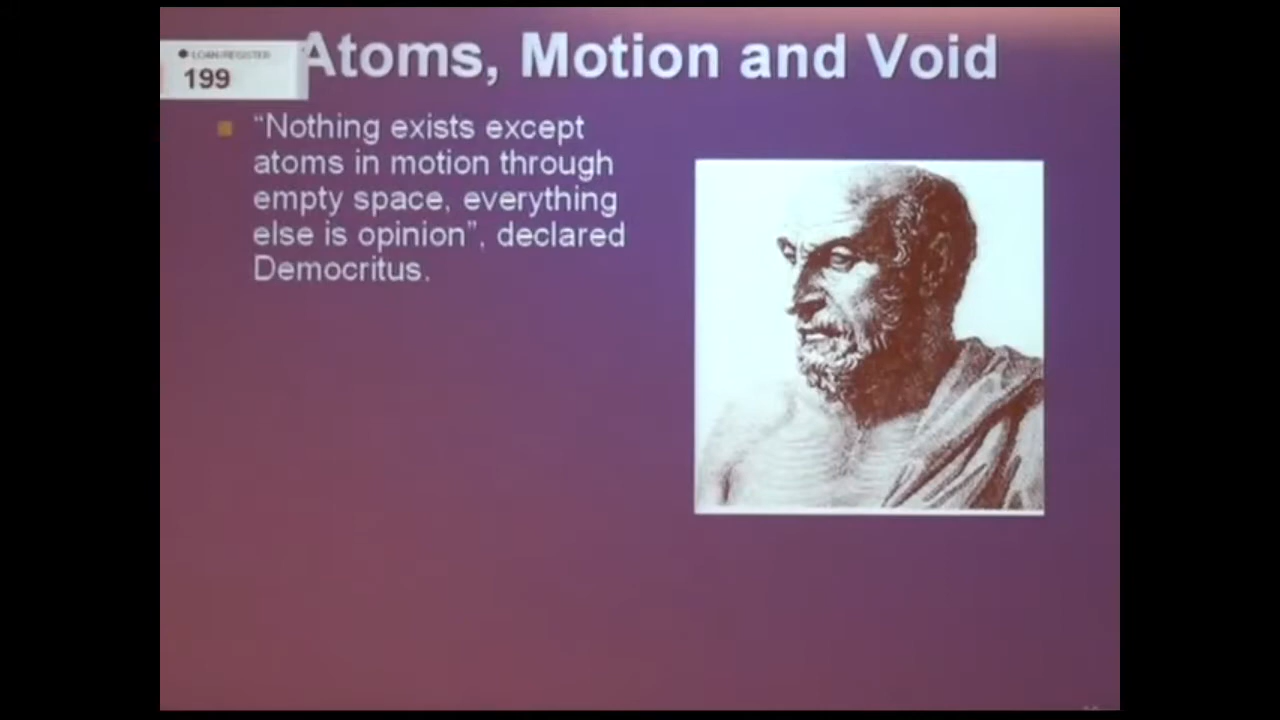 Atoms, Motion and Void
LOAN REGISTER
199
“Nothing exists except
atoms in motion through
empty space, everything
else is opinion”, declared
Democritus.